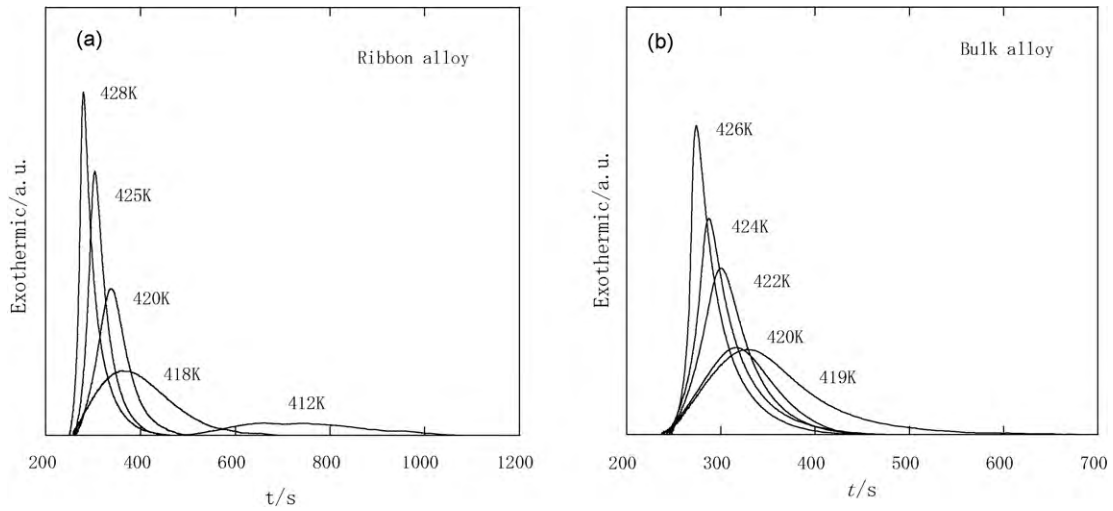 (a)
Ribbon alloy
428K
425K
420K
418K
412K
Exothermic/a.u.
200 400 600 800 1000 1200
t/s
(b)
Bulk alloy
426K
424K
422K
420K
419K
Exothermic/a.u.
200 300 400 500 600 700
t/s